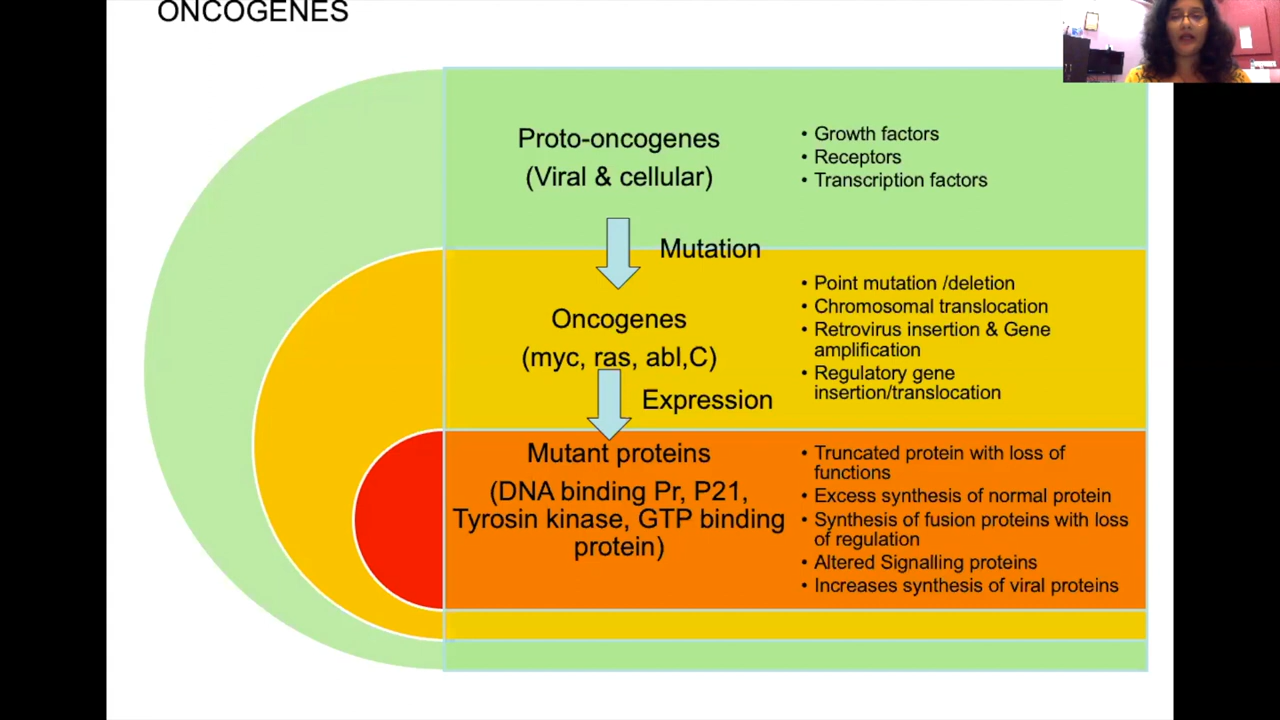 ONCOGENES
Proto-oncogenes
(Viral & cellular)
• Growth factors
• Receptors
• Transcription factors
Mutation
Oncogenes
(myc, ras, abl,C)
• Point mutation /deletion
• Chromosomal translocation
• Retrovirus insertion & Gene
amplification
• Regulatory gene
insertion/translocation
Expression
Mutant proteins
(DNA binding Pr, P21,
Tyrosin kinase, GTP binding
protein)
• Truncated protein with loss of
functions
• Excess synthesis of normal protein
• Synthesis of fusion proteins with loss
of regulation
• Altered Signalling proteins
• Increases synthesis of viral proteins